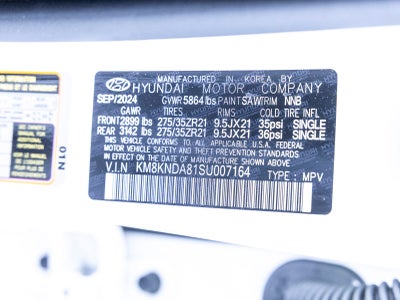 MANUFACTURED IN KOREA BY
HYUNDAI MOTOR COMPANY
SEP/2024 GVWR 5864 lbs PAINT SAW TRIM NNB
GAWR TIRES RIMS COLD TIRE INFL
FRONT 2899 lbs 275/35ZR21 9.5JX21 35psi SINGLE
REAR 3142 lbs 275/35ZR21 9.5JX21 36psi SINGLE
THIS VEHICLE CONFORMS TO ALL APPLICABLE U.S.A. FEDERAL
MOTOR VEHICLE SAFETY AND THEFT PREVENTION STANDARDS IN
EFFECT ON THE DATE OF MANUFACTURE SHOWN ABOVE.
V.I.N KM8KNDA81SU007164 TYPE : MPV
01N